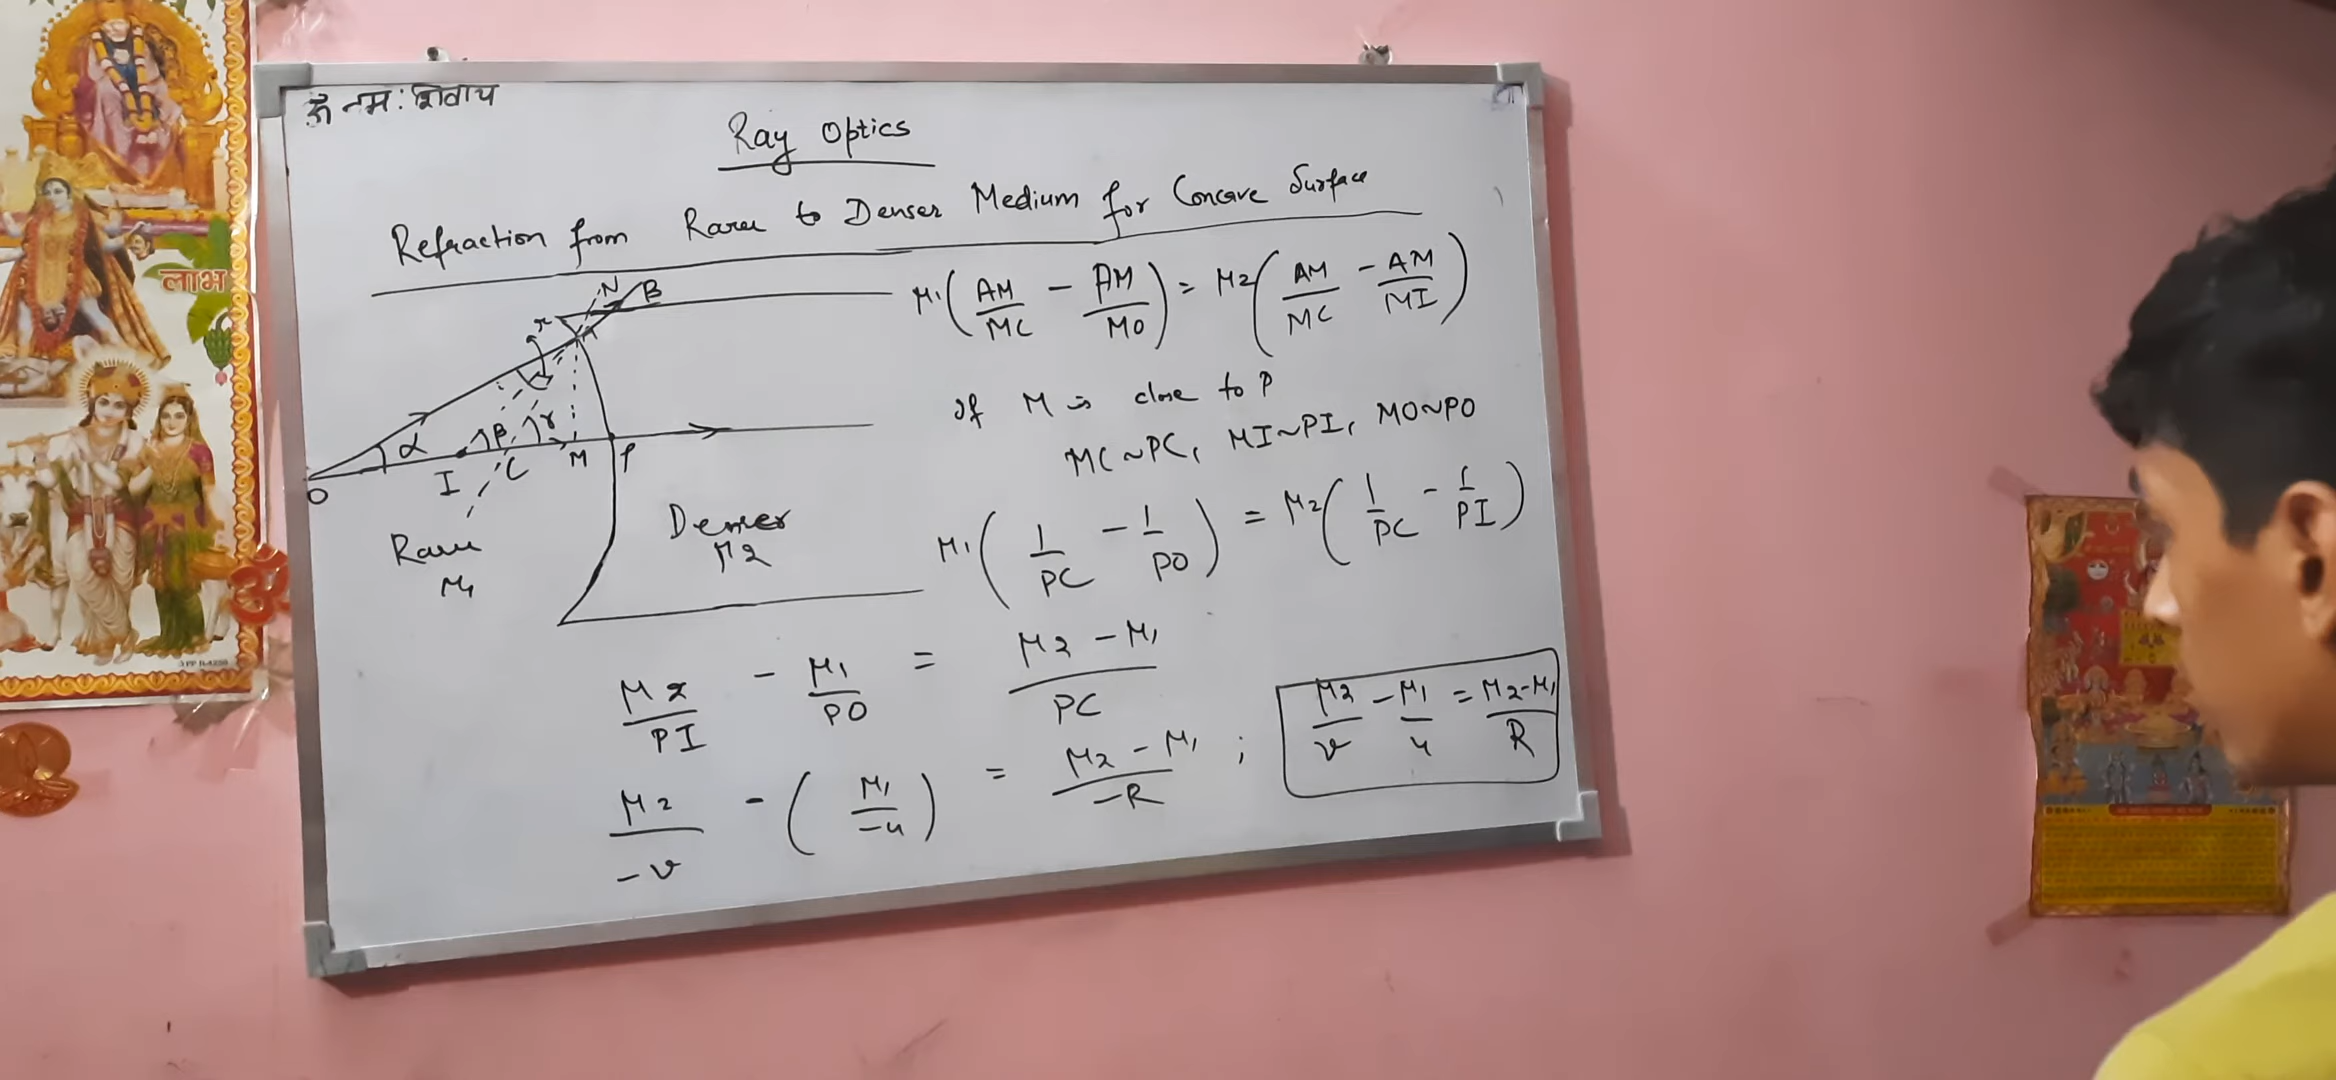 ॐ नमः शिवाय
Ray Optics
Refraction from Rarer to Denser Medium for Concave Surface
μ1(AM/MC - AM/MO) = μ2(AM/MC - AM/MI)
If M is close to P
MC~PC, MI~PI, MO~PO
μ1(1/PC - 1/PO) = μ2(1/PC - 1/PI)
N B
A
α β γ
O I C M P
Rarer
μ1
Denser
μ2
μ2/PI - μ1/PO = μ2-μ1/PC
μ2/-v - (μ1/-u) = μ2-μ1/-R ; μ2/v - μ1/u = μ2-μ1/R
लाभ